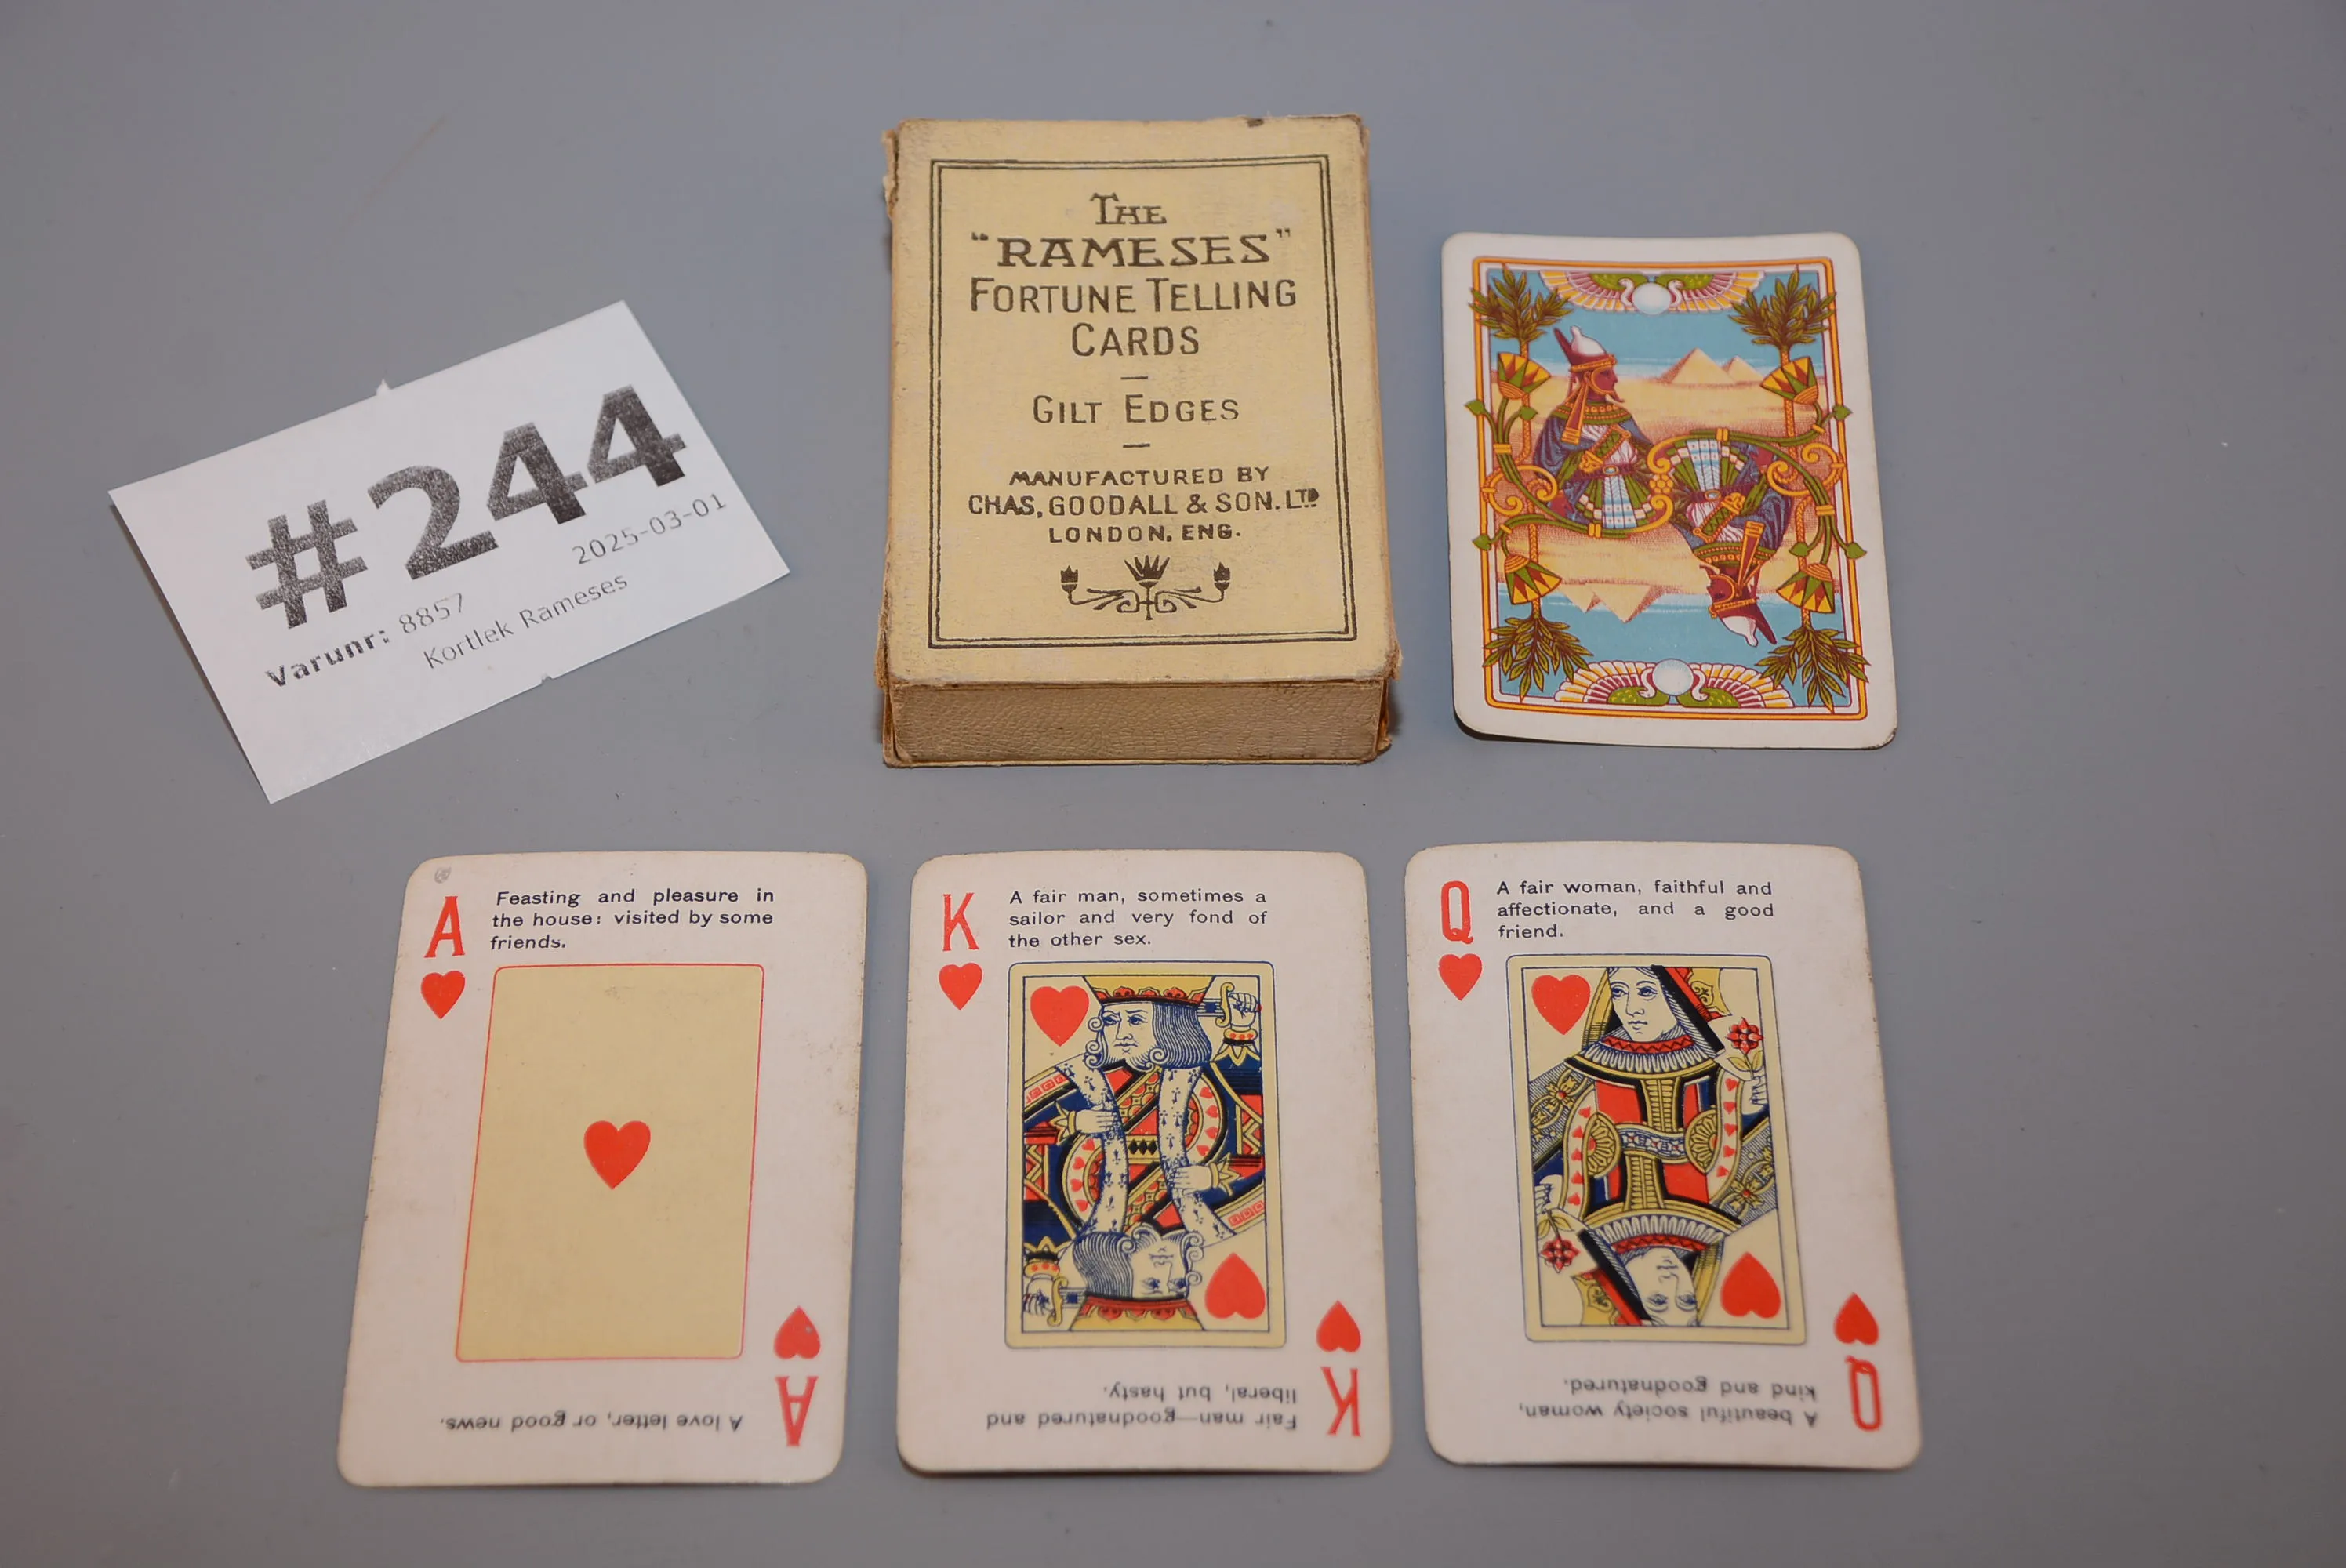 #244
2025-03-01
Varunr: 8857
Kortlek Rameses
THE
"RAMESES"
FORTUNE TELLING
CARDS
—
GILT EDGES
—
MANUFACTURED BY
CHAS, GOODALL & SON. LTD
LONDON, ENG.
A
Feasting and pleasure in
the house: visited by some
friends.
A love letter, or good news.
A
K
A fair man, sometimes a
sailor and very fond of
the other sex.
Fair man—goodnatured and
liberal, but hasty.
K
Q
A fair woman, faithful and
affectionate, and a good
friend.
A beautiful society woman,
kind and goodnatured.
Q